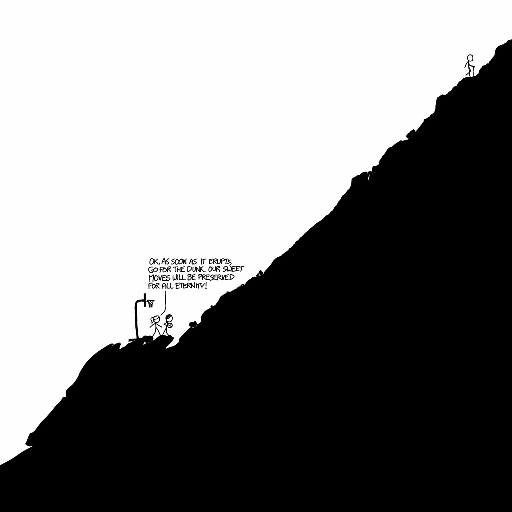 OK, AS SOON AS IT ERUPTS,
GO FOR THE DUNK. OUR SWEET
MOVES WILL BE PRESERVED
FOR ALL ETERNITY!